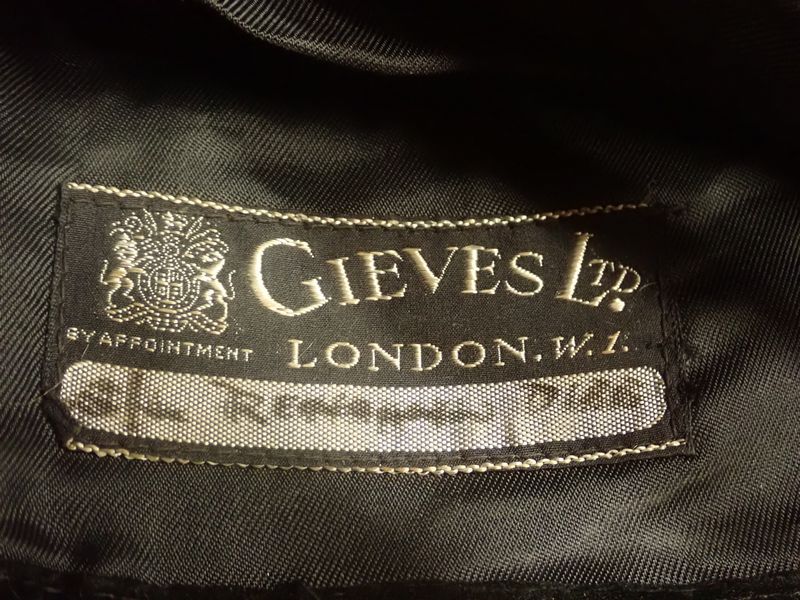 GIEVES LTD.
BY APPOINTMENT
LONDON. W. 1.